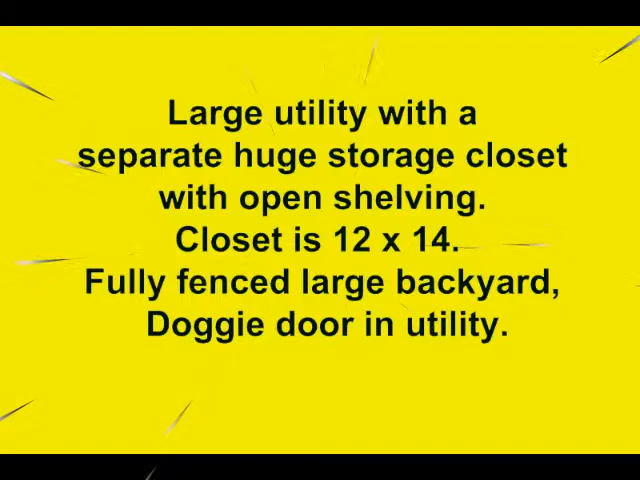 Large utility with a
separate huge storage closet
with open shelving.
Closet is 12 x 14.
Fully fenced large backyard,
Doggie door in utility.